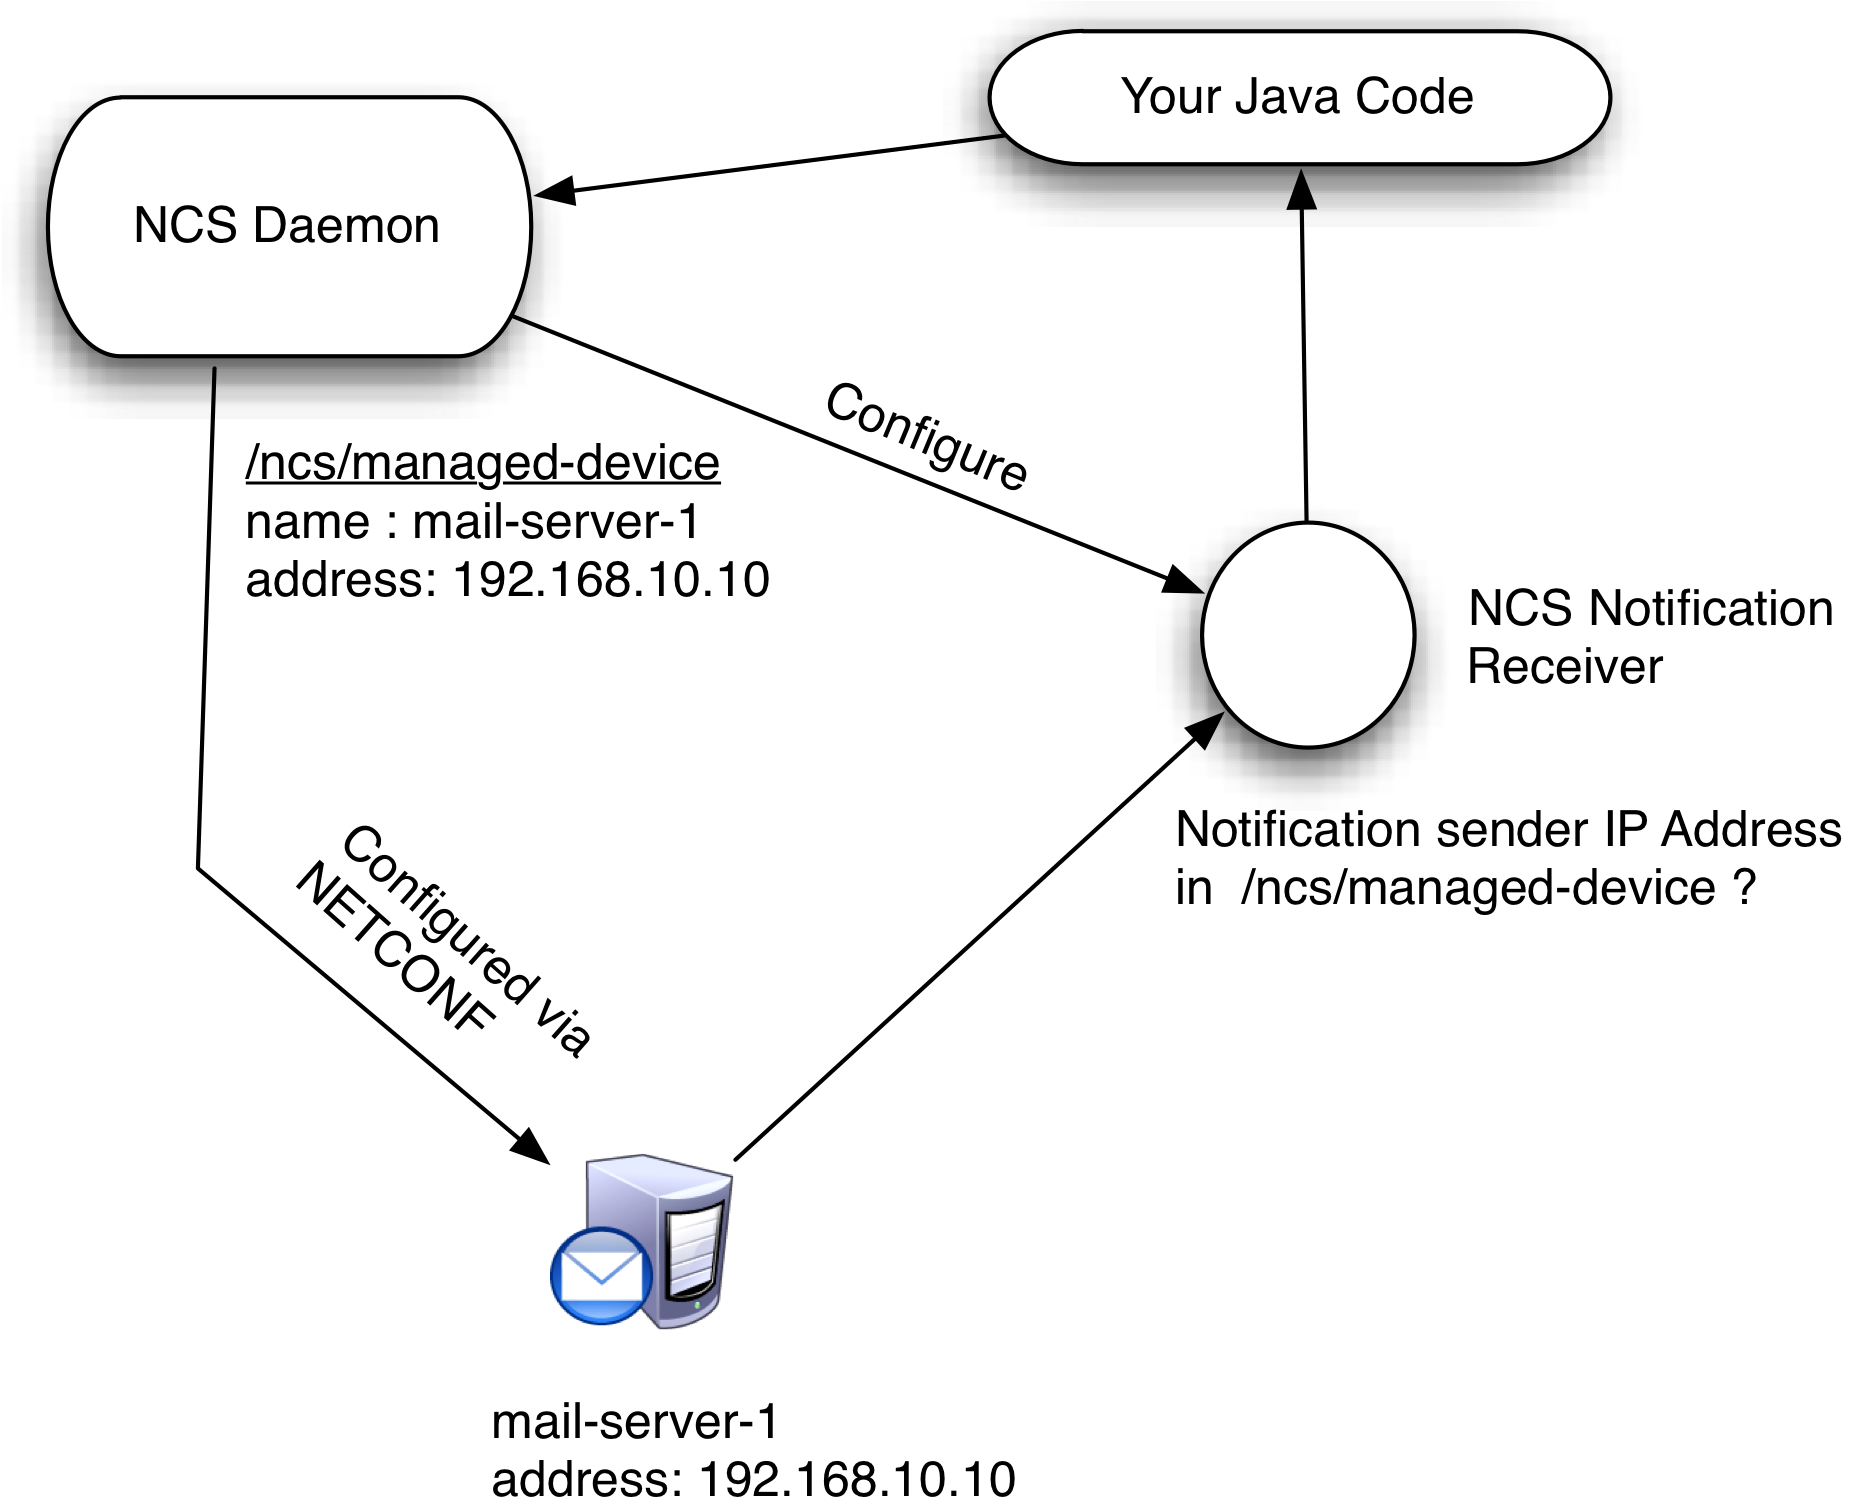 Your Java Code
NCS Daemon
Configure
/ncs/managed-device
name : mail-server-1
address: 192.168.10.10
NCS Notification
Receiver
Notification sender IP Address
in  /ncs/managed-device ?
Configured via
NETCONF
mail-server-1
address: 192.168.10.10